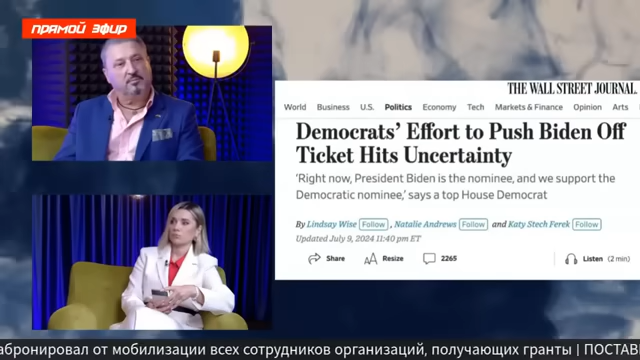 ПРЯМОЙ ЭФИР
THE WALL STREET JOURNAL.
World Business U.S. Politics Economy Tech Markets & Finance Opinion Arts
Democrats’ Effort to Push Biden Off
Ticket Hits Uncertainty
‘Right now, President Biden is the nominee, and we support the
Democratic nominee,’ says a top House Democrat
By Lindsay Wise Follow , Natalie Andrews Follow and Katy Stech Ferek Follow
Updated July 9, 2024 11:40 pm ET
Share Resize 2265 Listen (2 min)
абронировал от мобилизации всех сотрудников организаций, получающих гранты | ПОСТАВ